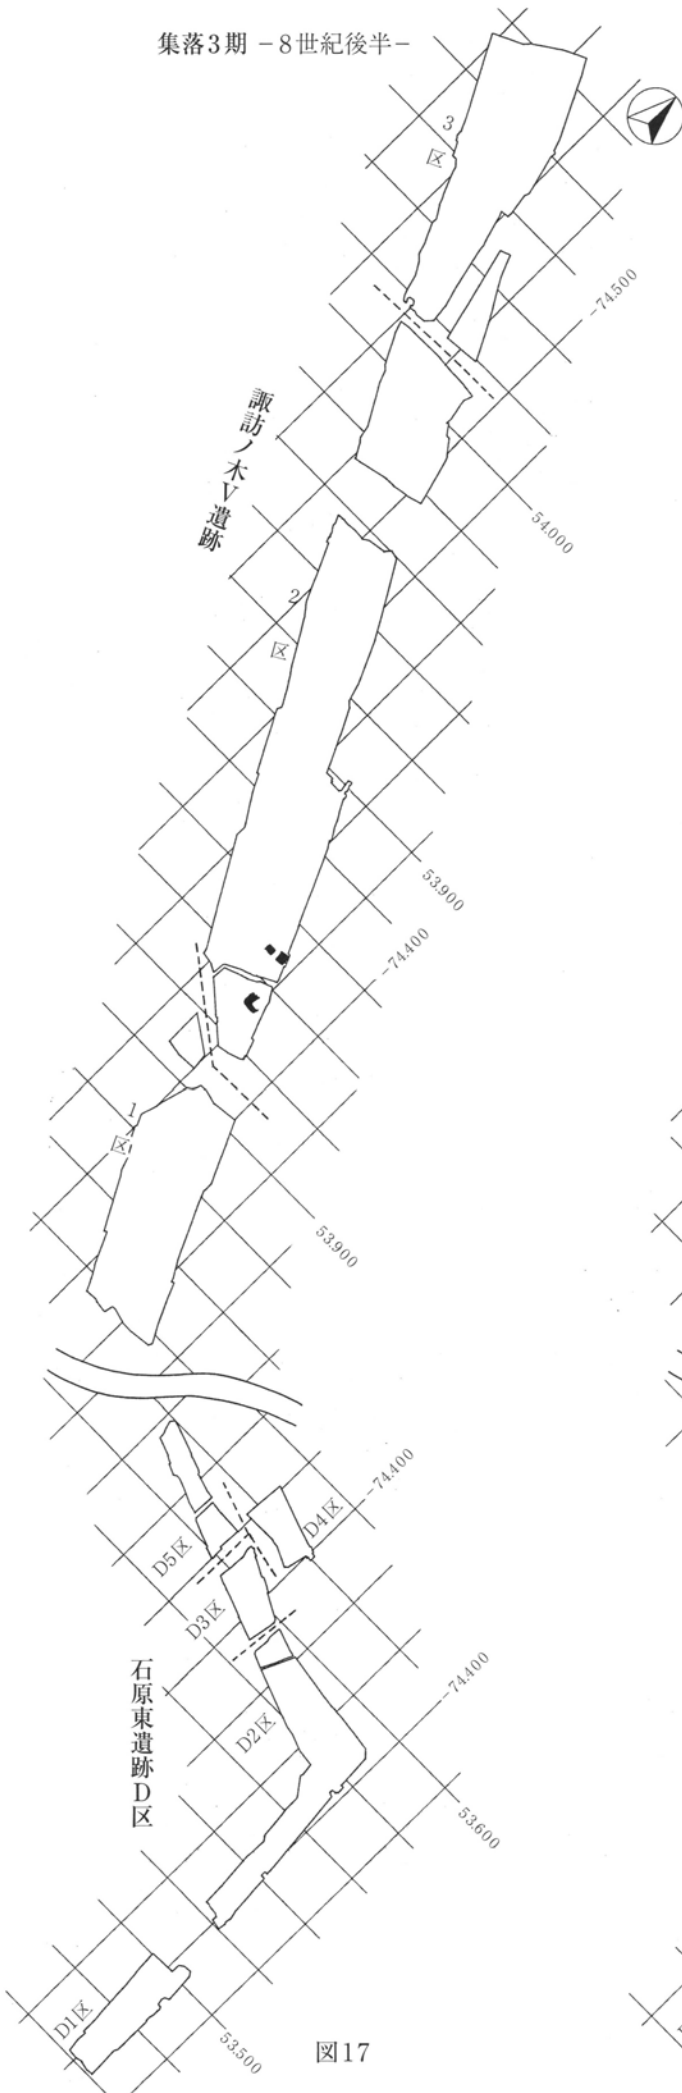 集落3期 －8世紀後半－
3区
-74.500
諏訪ノ木V遺跡
54.000
2区
53.900
-74.400
1区
53.900
-74.400
D4区
D5区
D3区
石原東遺跡D区
-74.400
D2区
53.600
D1区
53.500
図17